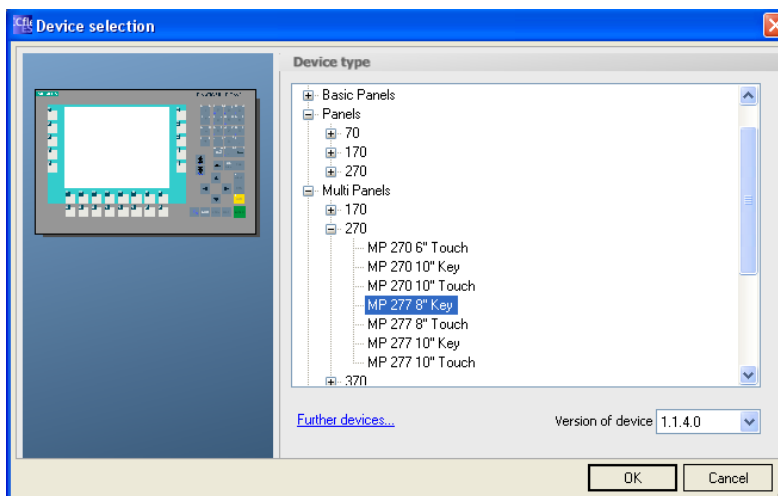 Device selection
Device type
Basic Panels
Panels
70
170
270
Multi Panels
170
270
MP 270 6" Touch
MP 270 10" Key
MP 270 10" Touch
MP 277 8" Key
MP 277 8" Touch
MP 277 10" Key
MP 277 10" Touch
370
Further devices...
Version of device 1.1.4.0
OK Cancel